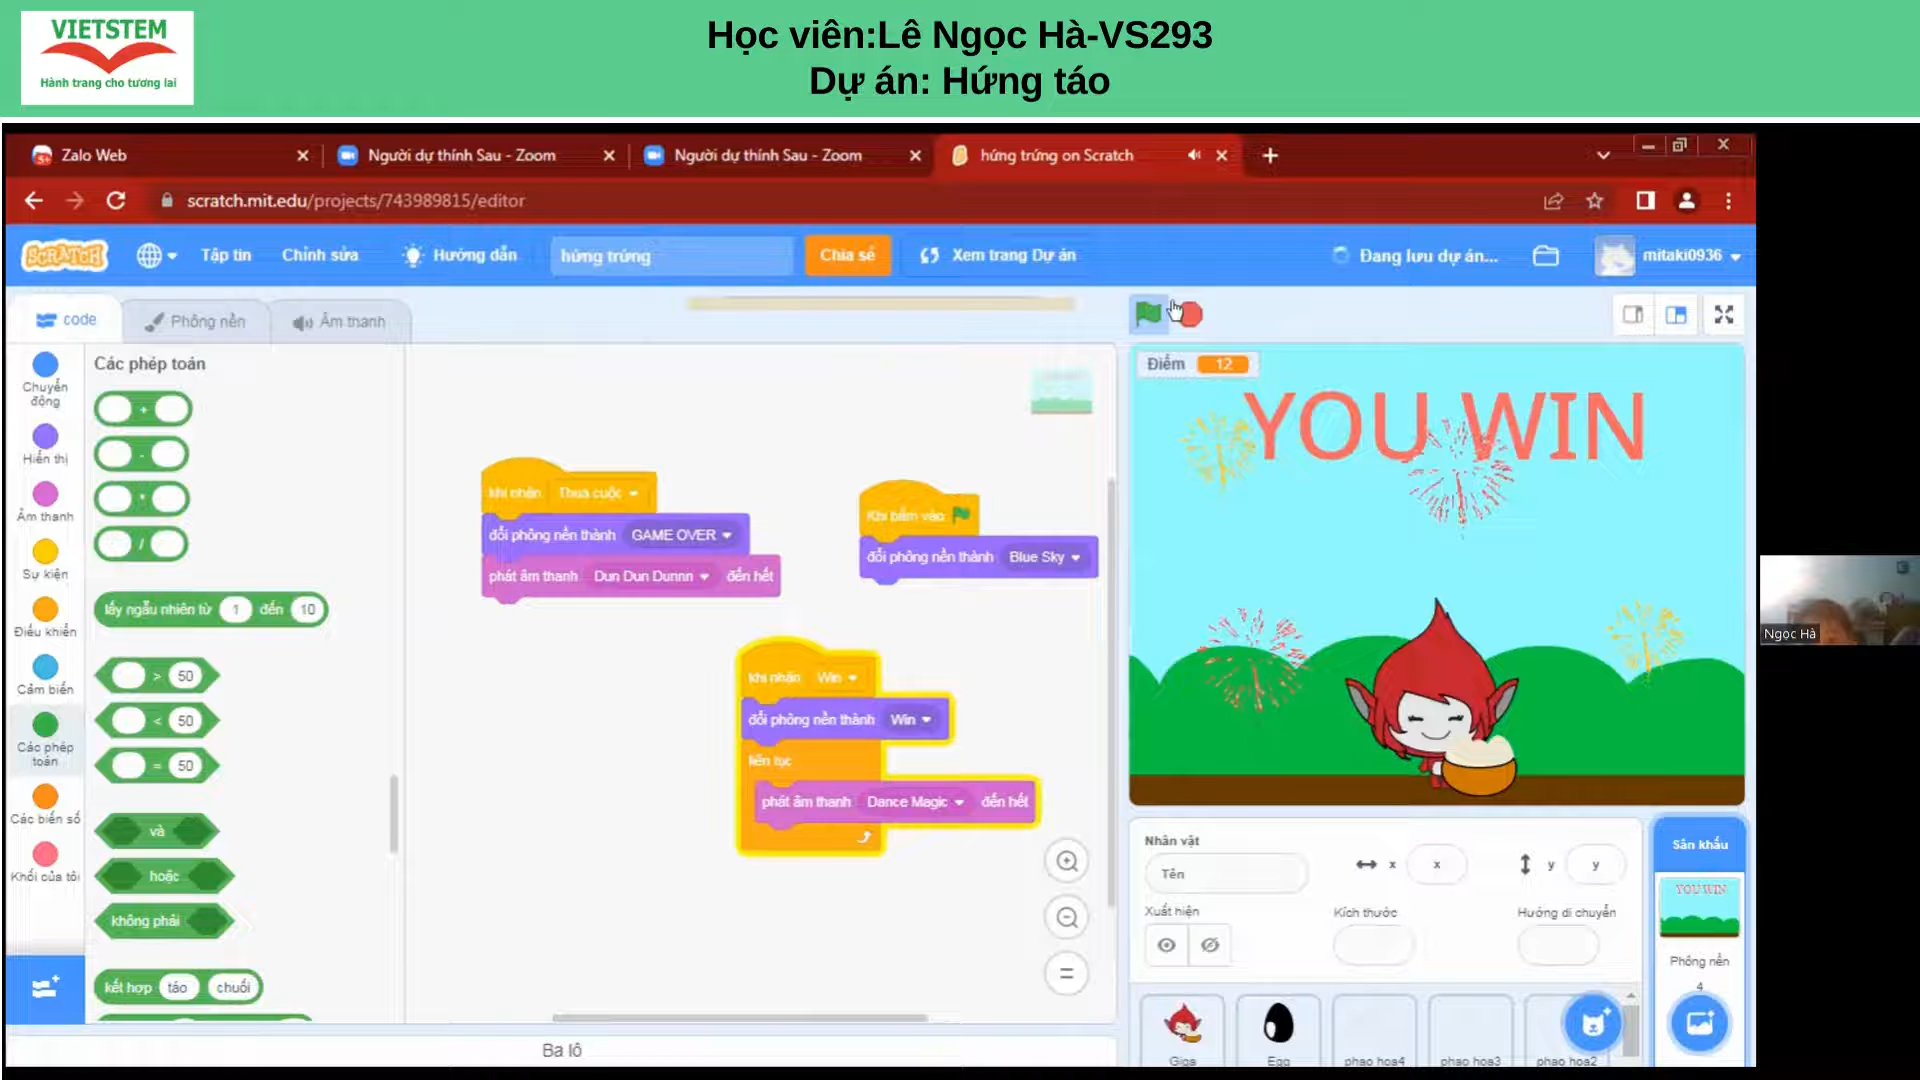 VIETSTEM
Hành trang cho tương lai
Học viên:Lê Ngọc Hà-VS293
Dự án: Hứng táo
Zalo Web
Người dự thính Sau - Zoom
Người dự thính Sau - Zoom
hứng trứng on Scratch
scratch.mit.edu/projects/743989815/editor
SCRATCH
Tập tin
Chỉnh sửa
Hướng dẫn
hứng trứng
Chia sẻ
Xem trang Dự án
Đang lưu dự án...
mitaki0936
code
Phông nền
Âm thanh
Chuyển động
Hiển thị
Âm thanh
Sự kiện
Điều khiển
Cảm biến
Các phép toán
Các biến số
Khối của tôi
Các phép toán
+
-
*
/
lấy ngẫu nhiên từ 1 đến 10
> 50
< 50
= 50
và
hoặc
không phải
kết hợp táo chuối
khi nhận Thua cuộc
đổi phông nền thành GAME OVER
phát âm thanh Dun Dun Dunnn đến hết
Khi bấm vào
đổi phông nền thành Blue Sky
khi nhận Win
đổi phông nền thành Win
liên tục
phát âm thanh Dance Magic đến hết
Ba lô
Điểm 12
YOU WIN
Nhân vật
Tên
x x
y y
Xuất hiện
Kích thước
Hướng di chuyển
Giga
Egg
phao hoa4
phao hoa3
phao hoa2
Sân khấu
YOU WIN
Phông nền
4
Ngọc Hà